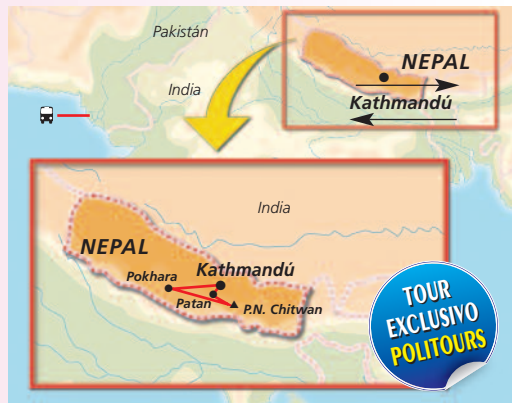 Pakistán
India
NEPAL
Kathmandú
India
NEPAL
Kathmandú
Pokhara
Patan
P.N. Chitwan
TOUR
EXCLUSIVO
POLITOURS